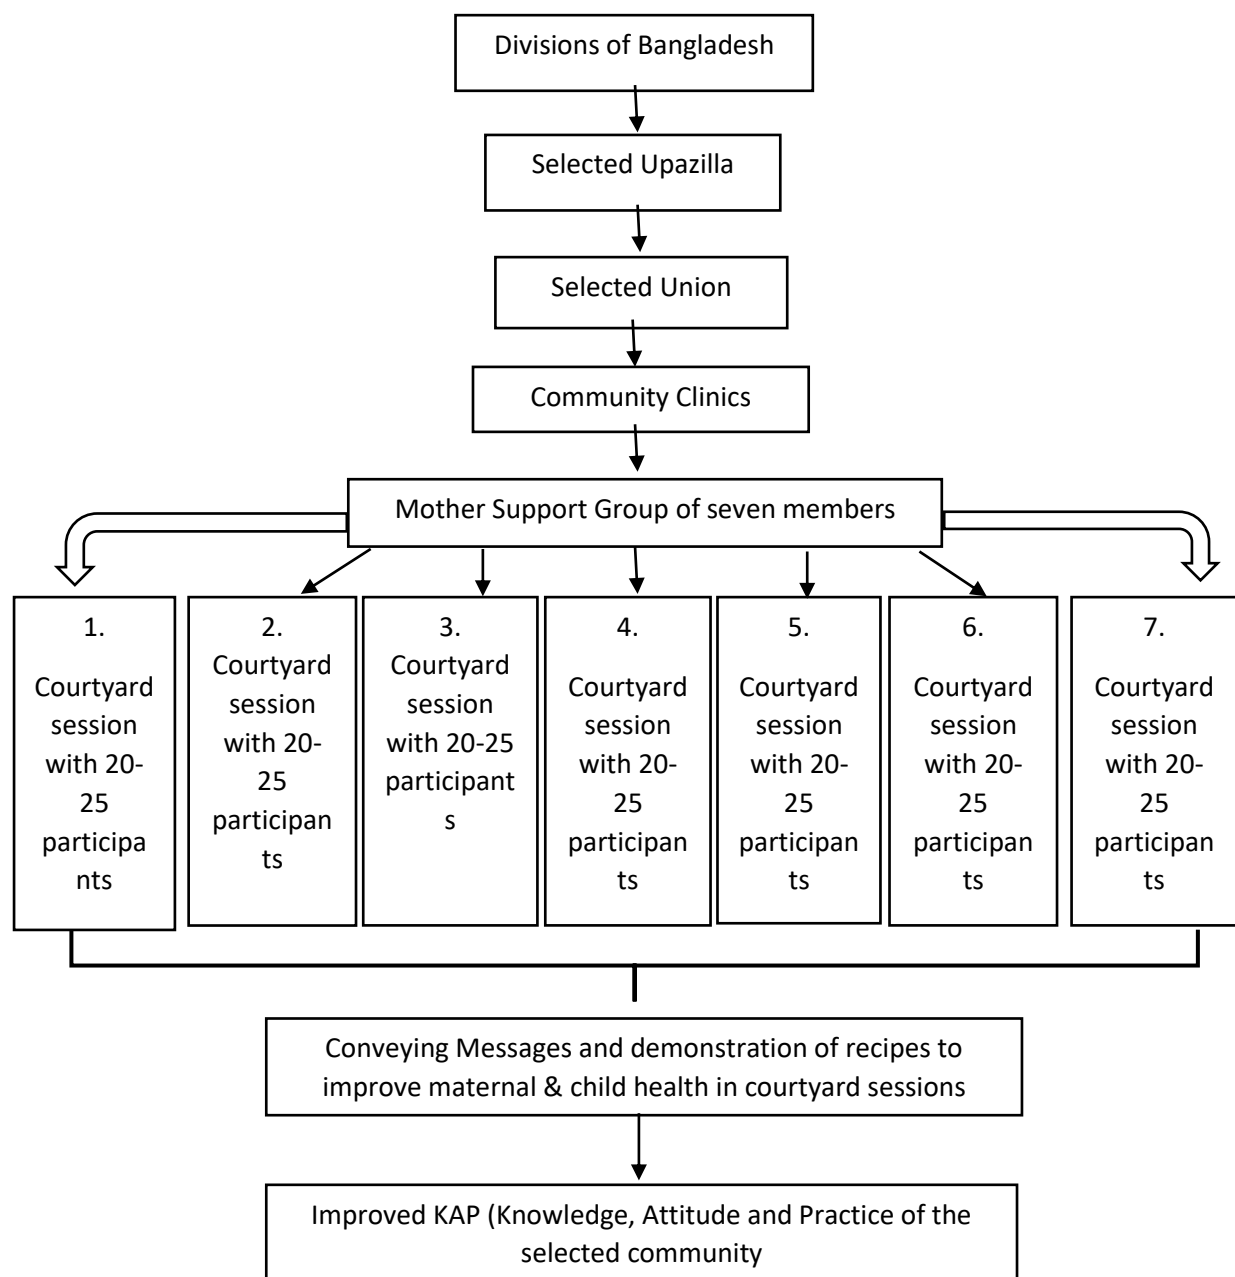 Divisions of Bangladesh
Selected Upazilla
Selected Union
Community Clinics
Mother Support Group of seven members
1.
Courtyard
session
with 20-
25
participa
nts
2.
Courtyard
session
with 20-
25
participan
ts
3.
Courtyard
session
with 20-25
participant
s
4.
Courtyard
session
with 20-
25
participan
ts
5.
Courtyard
session
with 20-
25
participan
ts
6.
Courtyard
session
with 20-
25
participan
ts
7.
Courtyard
session
with 20-
25
participan
ts
Conveying Messages and demonstration of recipes to
improve maternal & child health in courtyard sessions
Improved KAP (Knowledge, Attitude and Practice of the
selected community